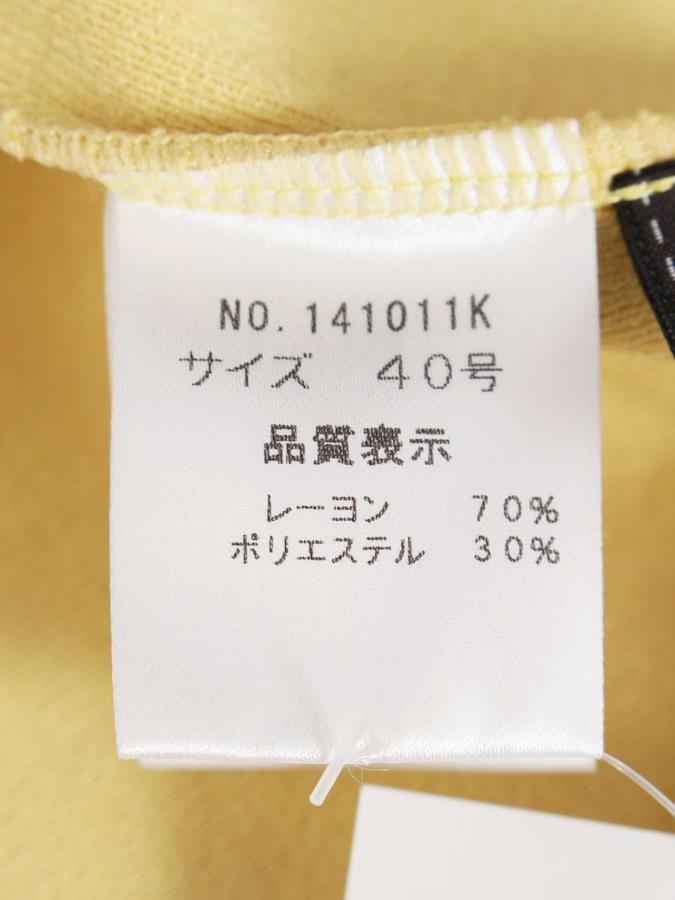 NO.141011K
サイズ　４０号
品質表示
レーヨン　７０％
ポリエステル　３０％